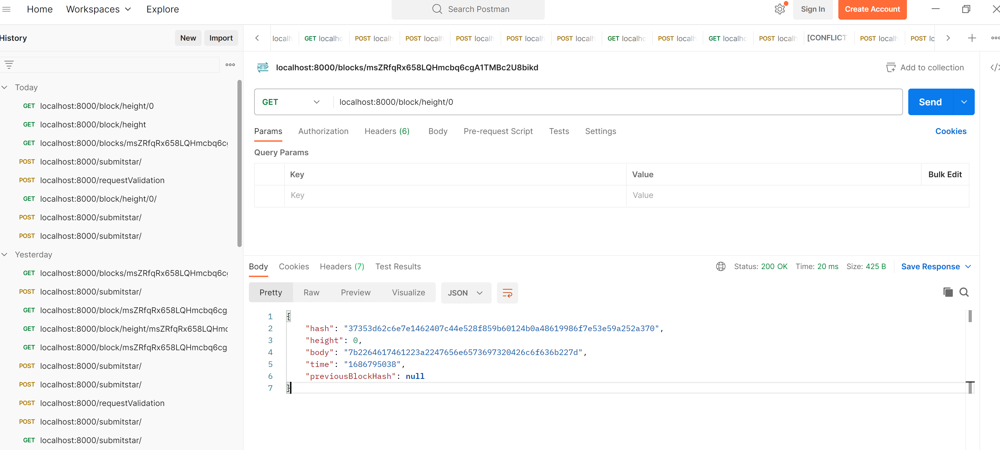 Home Workspaces Explore Search Postman Sign In Create Account
History New Import
localh GET localho POST localh POST localh POST localh POST localh POST localh GET localho POST localh GET localho POST localh [CONFLICT POST localh POST lo
HTTP localhost:8000/blocks/msZRfqRx658LQHmcbq6cgA1TMBc2U8bikd Add to collection
Today
GET localhost:8000/block/height/0
GET localhost:8000/block/height
GET localhost:8000/blocks/msZRfqRx658LQHmcbq6c
POST localhost:8000/submitstar/
POST localhost:8000/requestValidation
GET localhost:8000/block/height/0/
POST localhost:8000/submitstar/
POST localhost:8000/submitstar/
Yesterday
GET localhost:8000/blocks/msZRfqRx658LQHmcbq6c
POST localhost:8000/submitstar/
GET localhost:8000/block/msZRfqRx658LQHmcbq6cg
GET localhost:8000/block/height/msZRfqRx658LQHm
GET localhost:8000/block/msZRfqRx658LQHmcbq6cg
POST localhost:8000/submitstar/
POST localhost:8000/submitstar/
POST localhost:8000/requestValidation
POST localhost:8000/submitstar/
GET localhost:8000/submitstar/
GET localhost:8000/block/height/0 Send
Params Authorization Headers (6) Body Pre-request Script Tests Settings Cookies
Query Params
Key Value Bulk Edit
Key Value
Body Cookies Headers (7) Test Results Status: 200 OK Time: 20 ms Size: 425 B Save Response
Pretty Raw Preview Visualize JSON
1 {
2 "hash": "37353d62c6e7e1462407c44e528f859b60124b0a48619986f7e53e59a252a370",
3 "height": 0,
4 "body": "7b2264617461223a2247656e6573697320426c6f636b227d",
5 "time": "1686795038",
6 "previousBlockHash": null
7 }